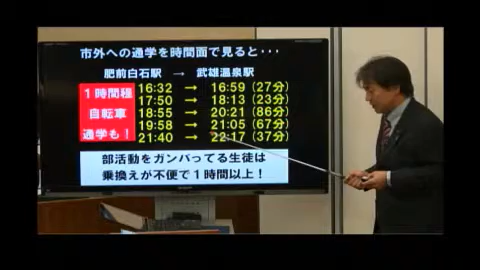 市外への通学を時間面で見ると・・・
肥前白石駅 → 武雄温泉駅
1時間程 自転車 通学も！
16:32 → 16:59 (27分)
17:50 → 18:13 (23分)
18:55 → 20:21 (86分)
19:58 → 21:05 (67分)
21:40 → 22:17 (37分)
部活動をガンバってる生徒は
乗換えが不便で1時間以上！